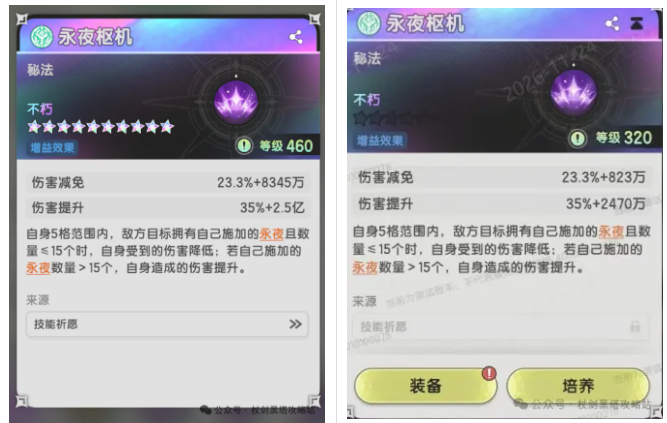 永夜枢机
秘法
不朽
增益效果
等级 460
伤害减免 23.3%+8345万
伤害提升 35%+2.5亿
自身5格范围内，敌方目标拥有自己施加的永夜且数
量≤15个时，自身受到的伤害降低；若自己施加的
永夜数量>15个，自身造成的伤害提升。
来源
技能祈愿
公众号·杖剑黑塔攻略站
永夜枢机
秘法
不朽
增益效果
等级 320
伤害减免 23.3%+823万
伤害提升 35%+2470万
自身5格范围内，敌方目标拥有自己施加的永夜且数
量≤15个时，自身受到的伤害降低；若自己施加的
永夜数量>15个，自身造成的伤害提升。
来源
技能祈愿
装备
培养
公众号·杖剑黑塔攻略站